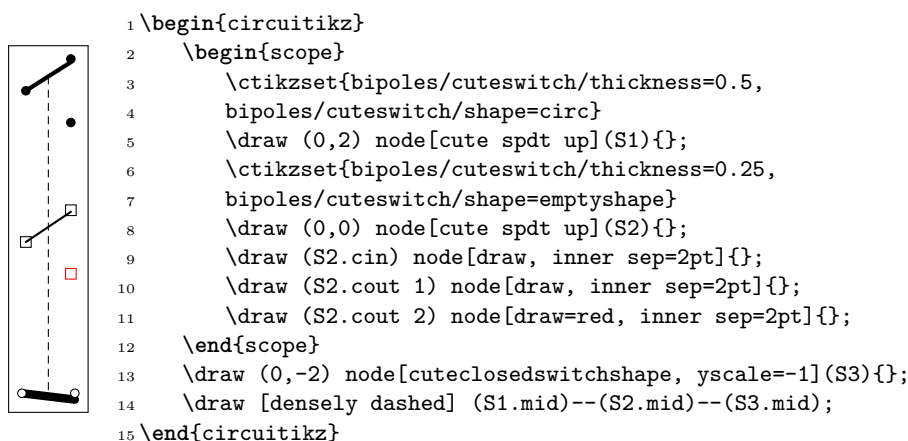 1 \begin{circuitikz}
2     \begin{scope}
3         \ctikzset{bipoles/cuteswitch/thickness=0.5,
4         bipoles/cuteswitch/shape=circ}
5         \draw (0,2) node[cute spdt up](S1){};
6         \ctikzset{bipoles/cuteswitch/thickness=0.25,
7         bipoles/cuteswitch/shape=emptyshape}
8         \draw (0,0) node[cute spdt up](S2){};
9         \draw (S2.cin) node[draw, inner sep=2pt]{};
10         \draw (S2.cout 1) node[draw, inner sep=2pt]{};
11         \draw (S2.cout 2) node[draw=red, inner sep=2pt]{};
12     \end{scope}
13     \draw (0,-2) node[cuteclosedswitchshape, yscale=-1](S3){};
14     \draw [densely dashed] (S1.mid)--(S2.mid)--(S3.mid);
15 \end{circuitikz}